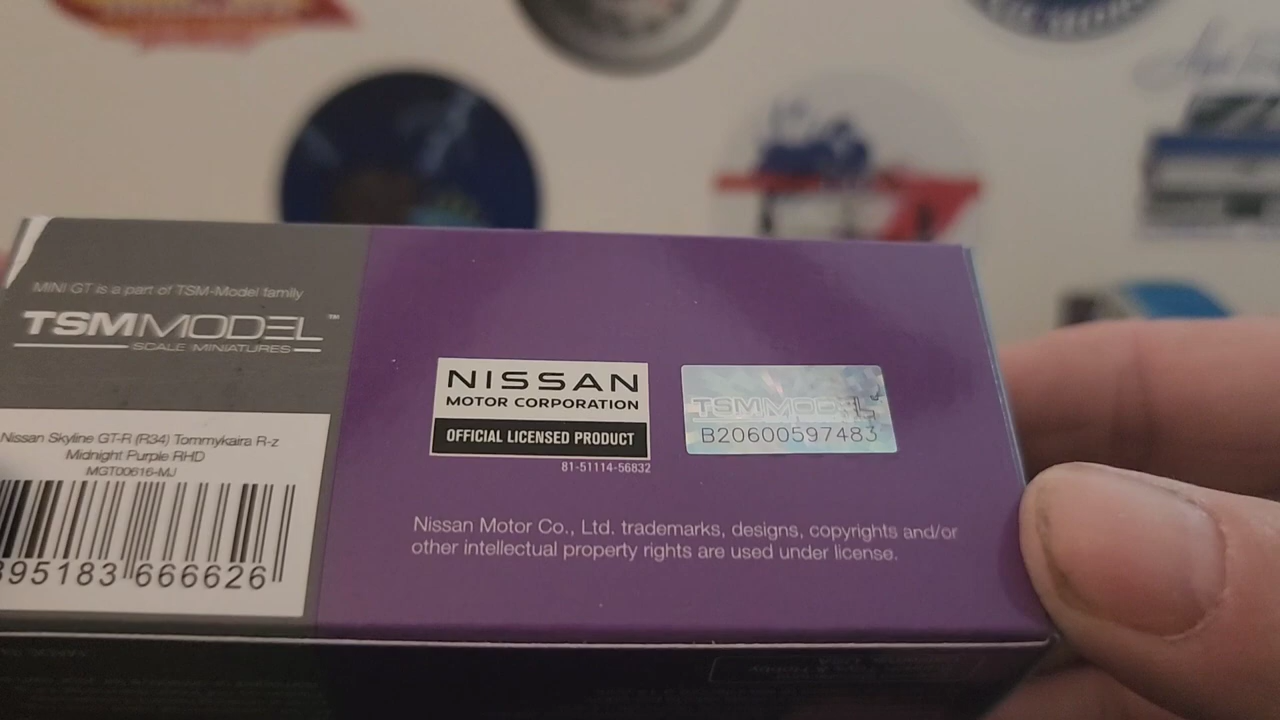 MINI GT is a part of TSM-Model family
TSMMODEL™
SCALE MINIATURES
Nissan Skyline GT-R (R34) Tommykaira R-z
Midnight Purple RHD
MGT00616-MJ
95183 666626
NISSAN
MOTOR CORPORATION
OFFICIAL LICENSED PRODUCT
81-51114-56832
TSMMODEL
B20600597483
Nissan Motor Co., Ltd. trademarks, designs, copyrights and/or
other intellectual property rights are used under license.